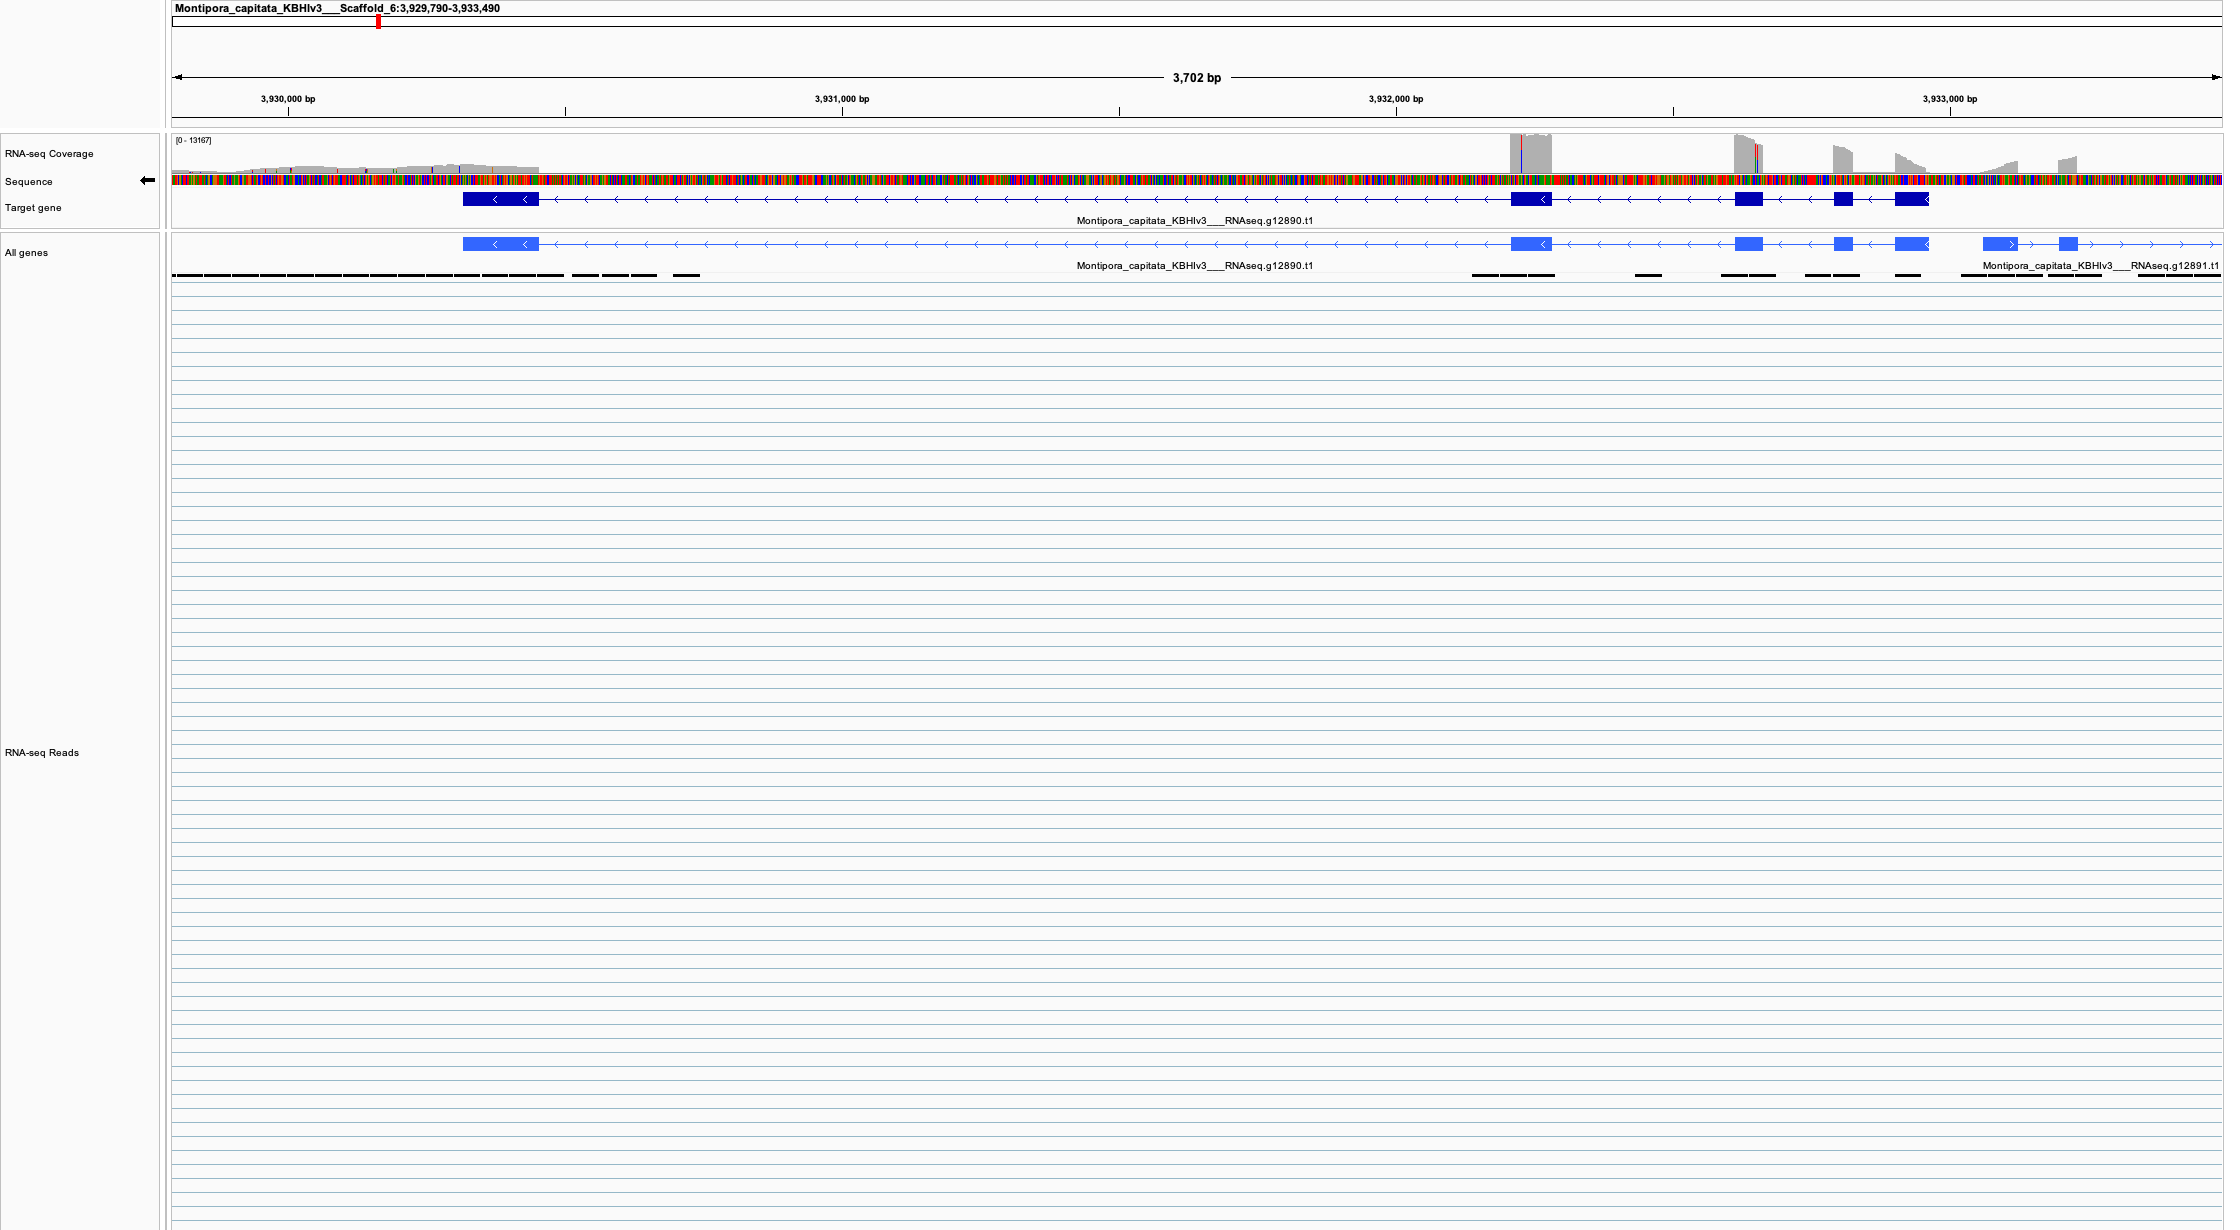 Montipora_capitata_KBHIv3___Scaffold_6:3,929,790-3,933,490
3,702 bp
3,930,000 bp 3,931,000 bp 3,932,000 bp 3,933,000 bp
[0 - 13167]
RNA-seq Coverage
Sequence
Target gene
Montipora_capitata_KBHIv3___RNAseq.g12890.t1
All genes
Montipora_capitata_KBHIv3___RNAseq.g12890.t1 Montipora_capitata_KBHIv3___RNAseq.g12891.t1
RNA-seq Reads